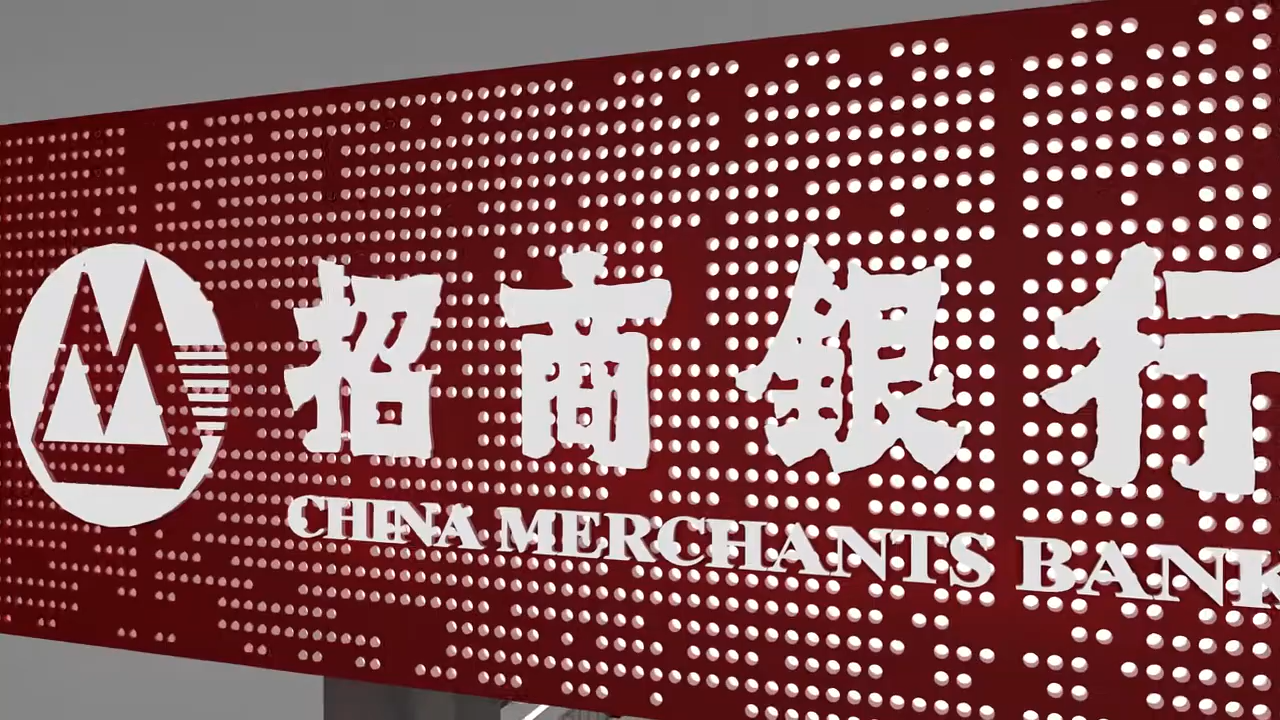 招商銀行
CHINA MERCHANTS BANK